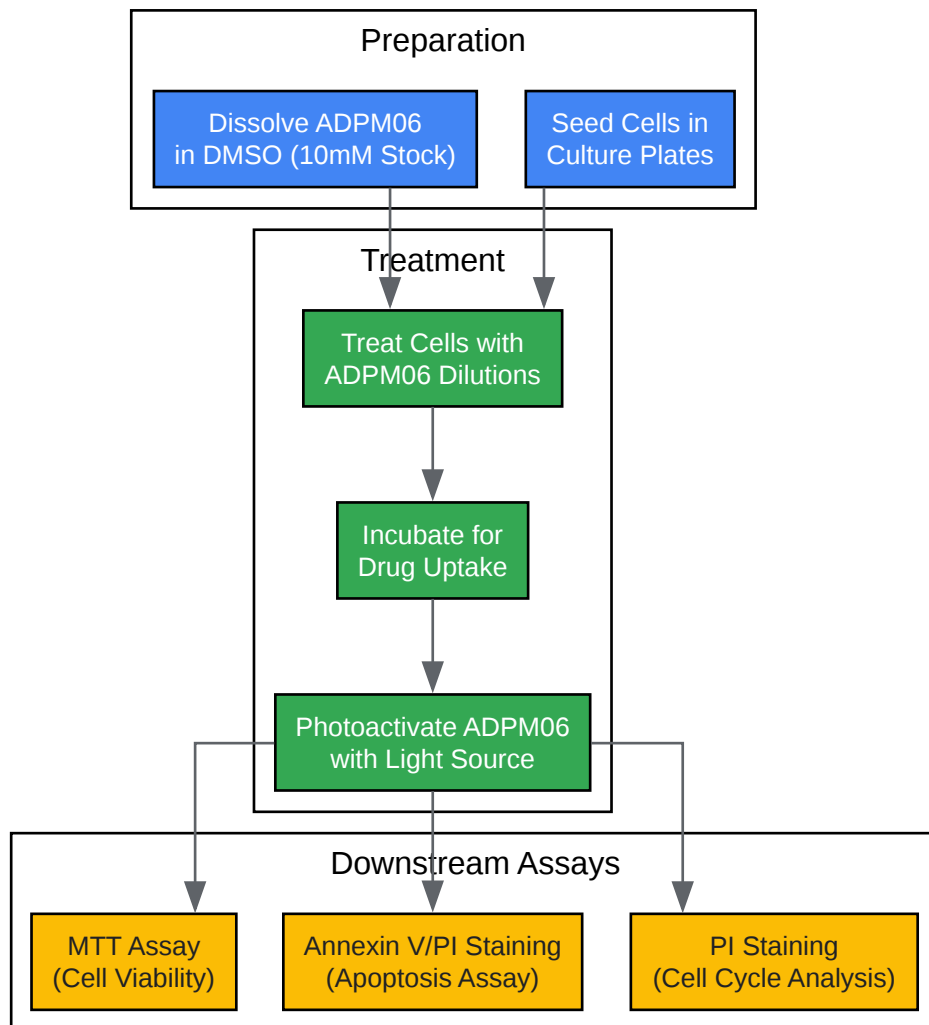 Preparation
Dissolve ADPM06
in DMSO (10mM Stock)
Seed Cells in
Culture Plates
Treatment
Treat Cells with
ADPM06 Dilutions
Incubate for
Drug Uptake
Photoactivate ADPM06
with Light Source
Downstream Assays
MTT Assay
(Cell Viability)
Annexin V/PI Staining
(Apoptosis Assay)
PI Staining
(Cell Cycle Analysis)